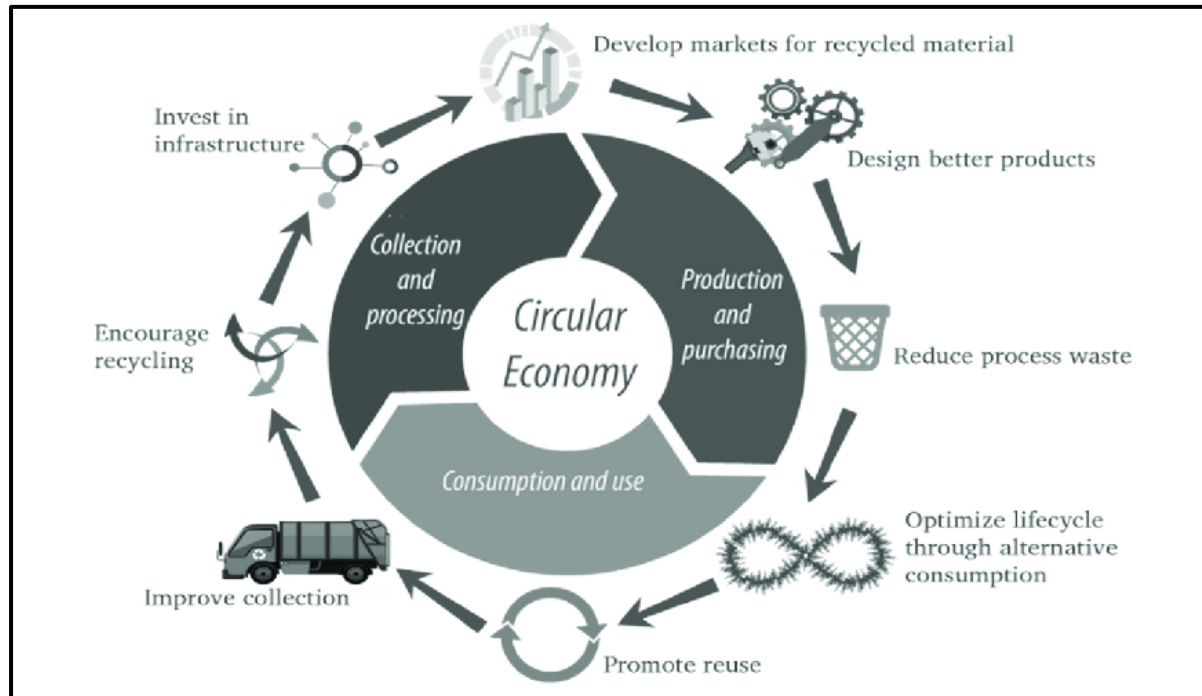 Develop markets for recycled material
Design better products
Reduce process waste
Optimize lifecycle
through alternative
consumption
Promote reuse
Improve collection
Encourage
recycling
Invest in
infrastructure
Collection
and
processing
Production
and
purchasing
Consumption and use
Circular
Economy